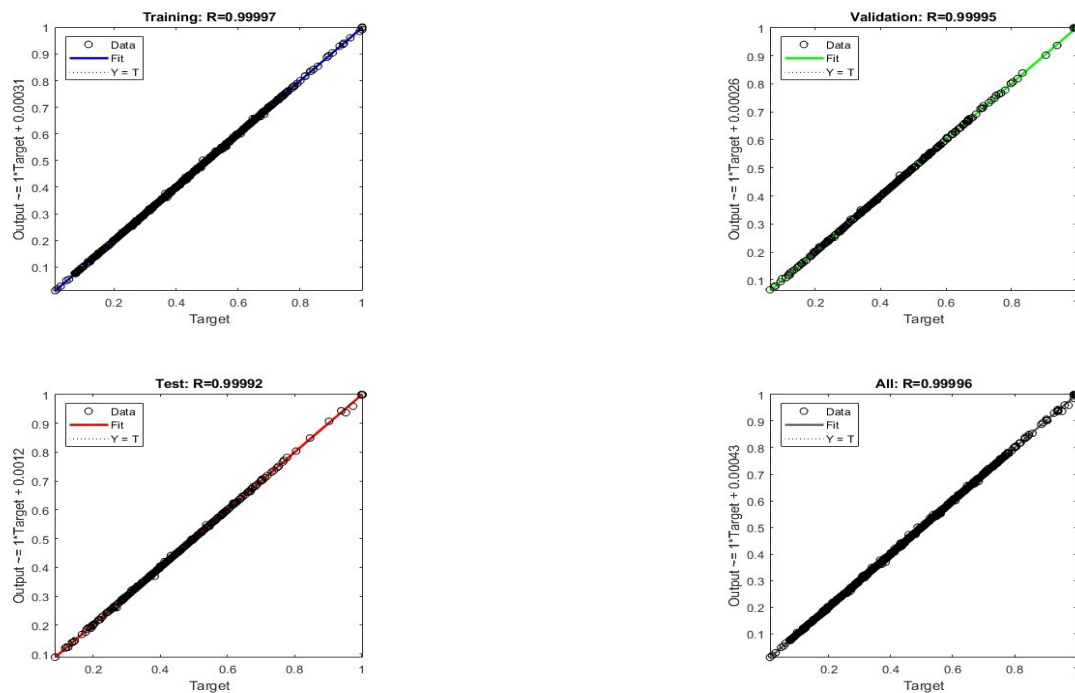 Training: R=0.99997
Output ~= 1*Target + 0.00031
1
0.9
0.8
0.7
0.6
0.5
0.4
0.3
0.2
0.1
Data
Fit
Y = T
0.2 0.4 0.6 0.8 1
Target
Validation: R=0.99995
Output ~= 1*Target + 0.00026
1
0.9
0.8
0.7
0.6
0.5
0.4
0.3
0.2
0.1
Data
Fit
Y = T
0.2 0.4 0.6 0.8 1
Target
Test: R=0.99992
Output ~= 1*Target + 0.0012
1
0.9
0.8
0.7
0.6
0.5
0.4
0.3
0.2
0.1
Data
Fit
Y = T
0.2 0.4 0.6 0.8 1
Target
All: R=0.99996
Output ~= 1*Target + 0.00043
1
0.9
0.8
0.7
0.6
0.5
0.4
0.3
0.2
0.1
Data
Fit
Y = T
0.2 0.4 0.6 0.8 1
Target